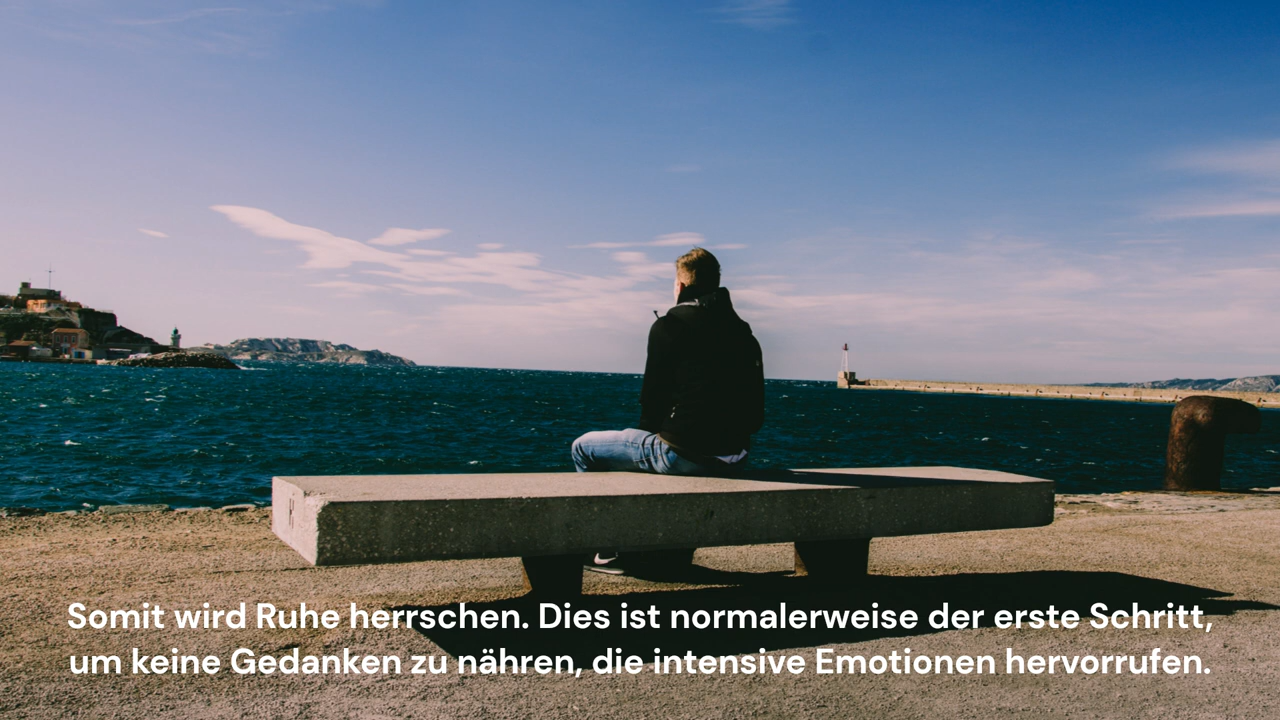 Somit wird Ruhe herrschen. Dies ist normalerweise der erste Schritt,
um keine Gedanken zu nähren, die intensive Emotionen hervorrufen.